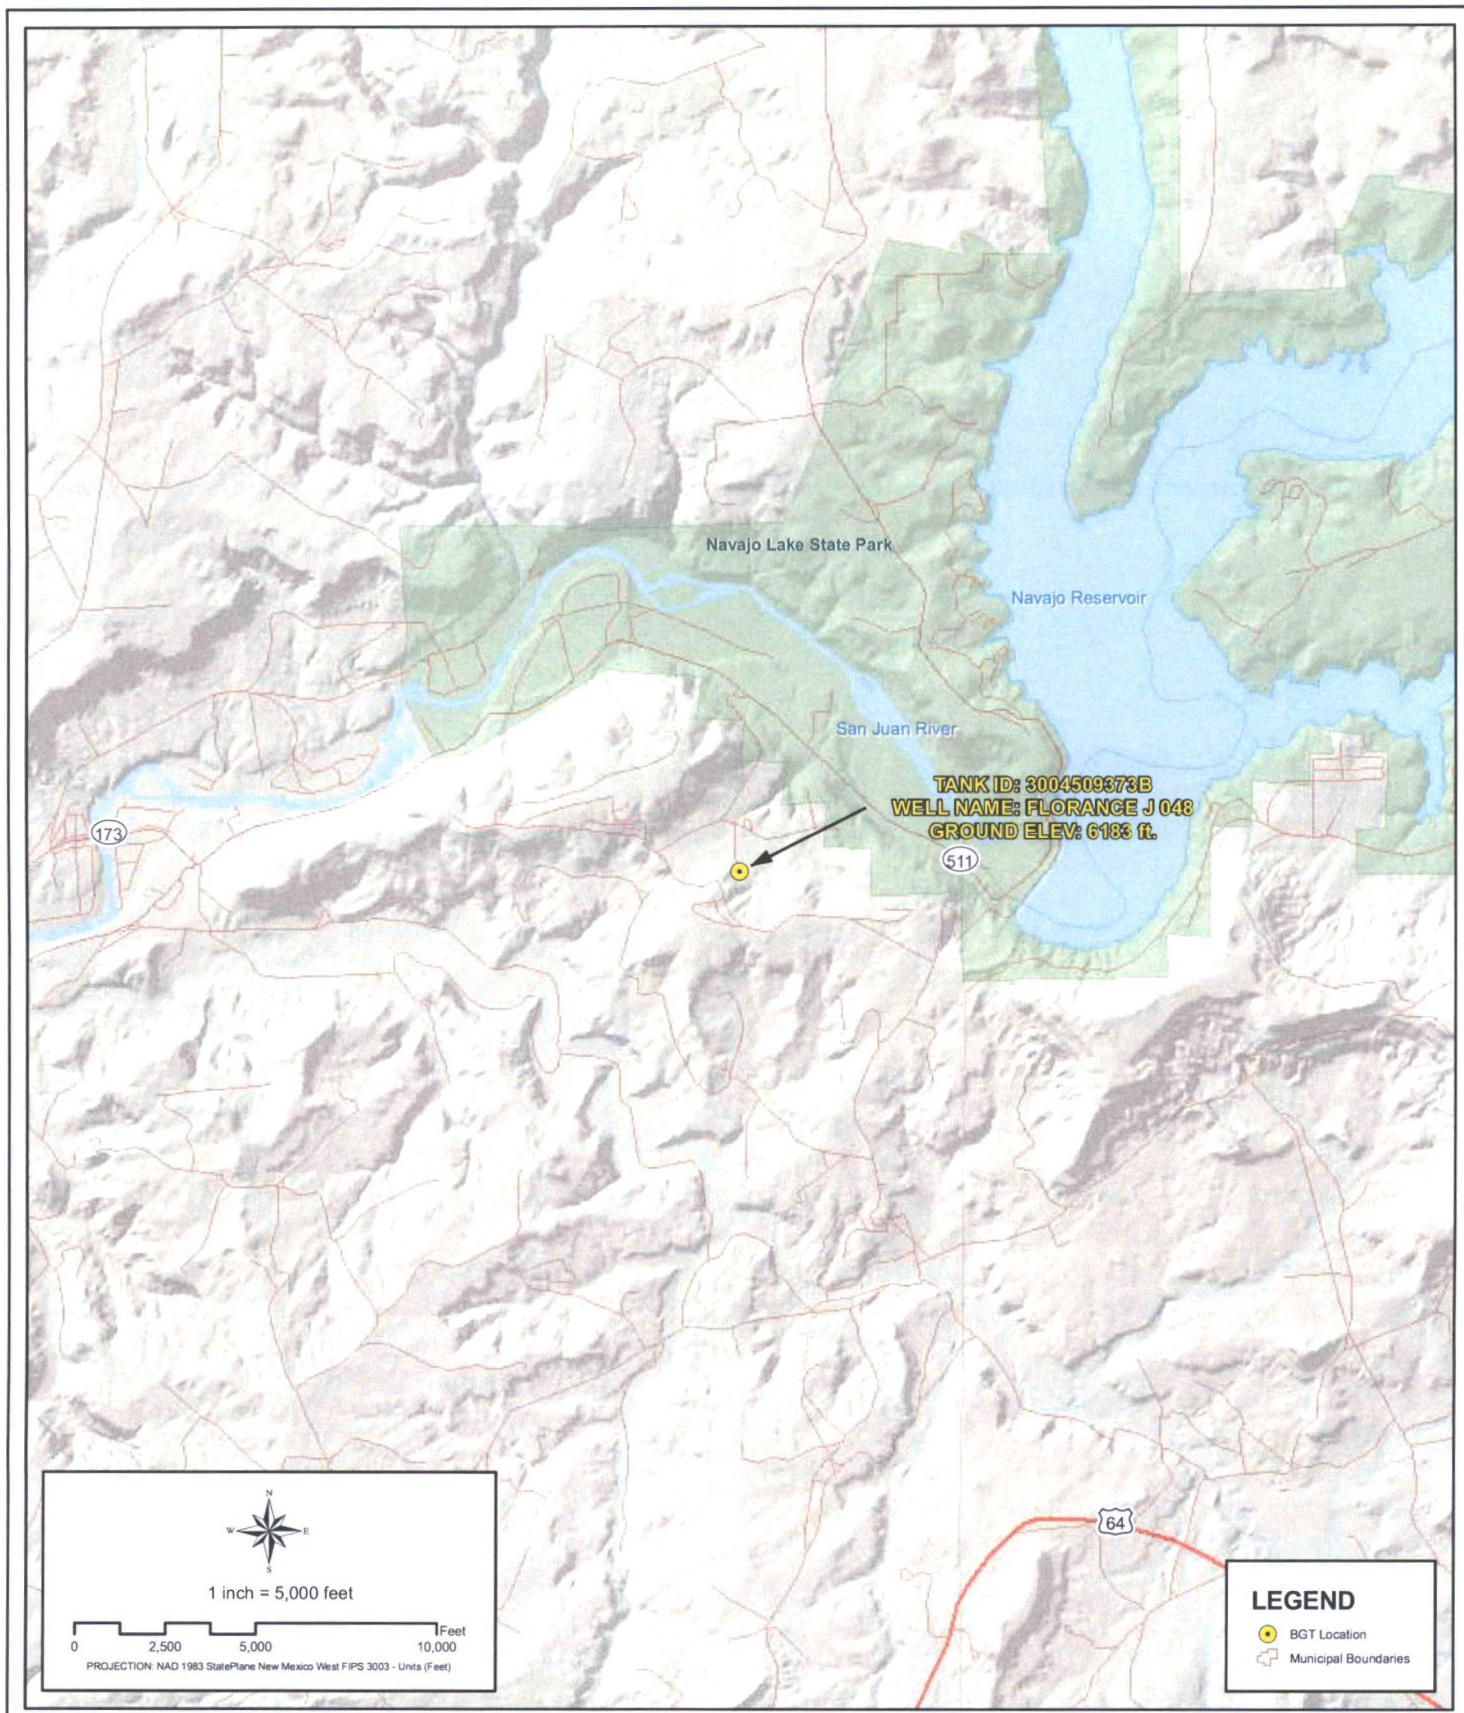 Navajo Lake State Park
Navajo Reservoir
San Juan River
TANK ID: 3004509373B
WELL NAME: FLORANCE J 048
GROUND ELEV: 6183 ft.
173
511
64
N
W E
S
1 inch = 5,000 feet
Feet
0 2,500 5,000 10,000
PROJECTION: NAD 1983 StatePlane New Mexico West FIPS 3003 - Units (Feet)
LEGEND
BGT Location
Municipal Boundaries